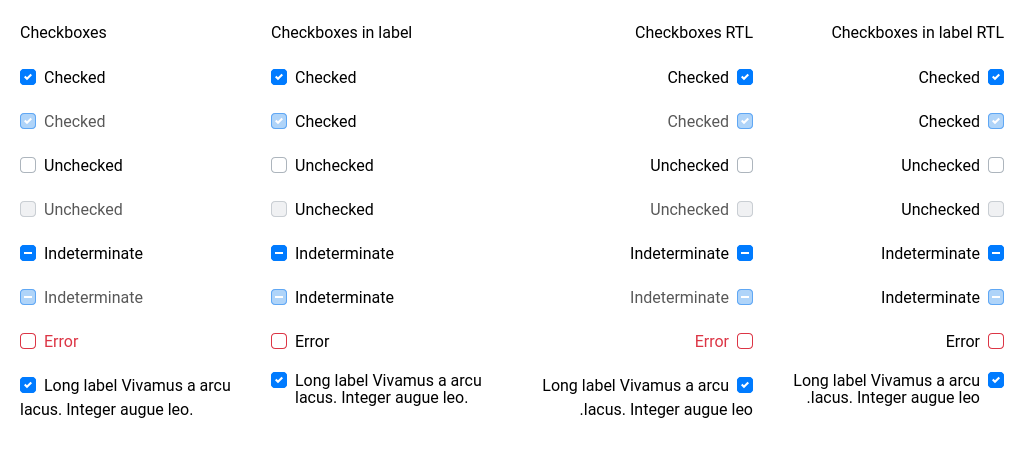 Checkboxes
Checked
Checked
Unchecked
Unchecked
Indeterminate
Indeterminate
Error
Long label Vivamus a arcu
lacus. Integer augue leo.
Checkboxes in label
Checked
Checked
Unchecked
Unchecked
Indeterminate
Indeterminate
Error
Long label Vivamus a arcu
lacus. Integer augue leo.
Checkboxes RTL
Checked
Checked
Unchecked
Unchecked
Indeterminate
Indeterminate
Error
Long label Vivamus a arcu
.lacus. Integer augue leo
Checkboxes in label RTL
Checked
Checked
Unchecked
Unchecked
Indeterminate
Indeterminate
Error
Long label Vivamus a arcu
.lacus. Integer augue leo